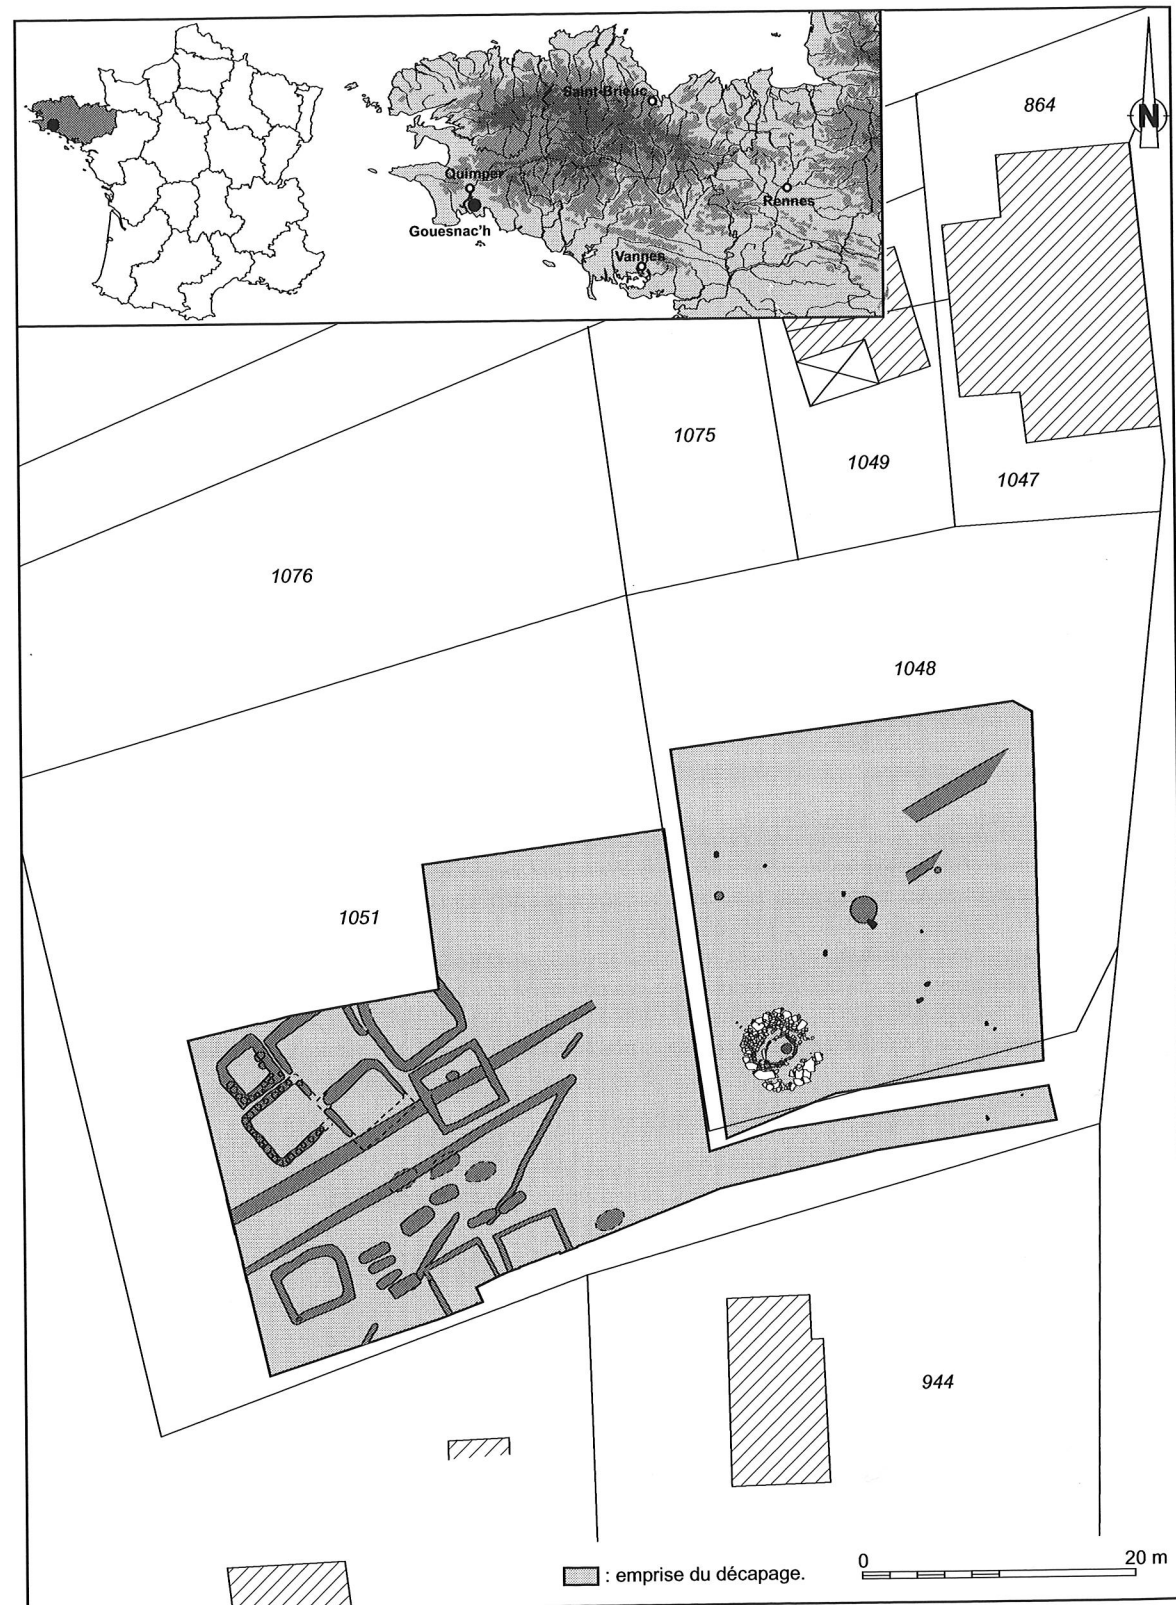 Saint-Brieuc
Quimper
Rennes
Gouesnac'h
Vannes
864
N
1075
1049
1047
1076
1048
1051
944
: emprise du décapage.
0
20 m